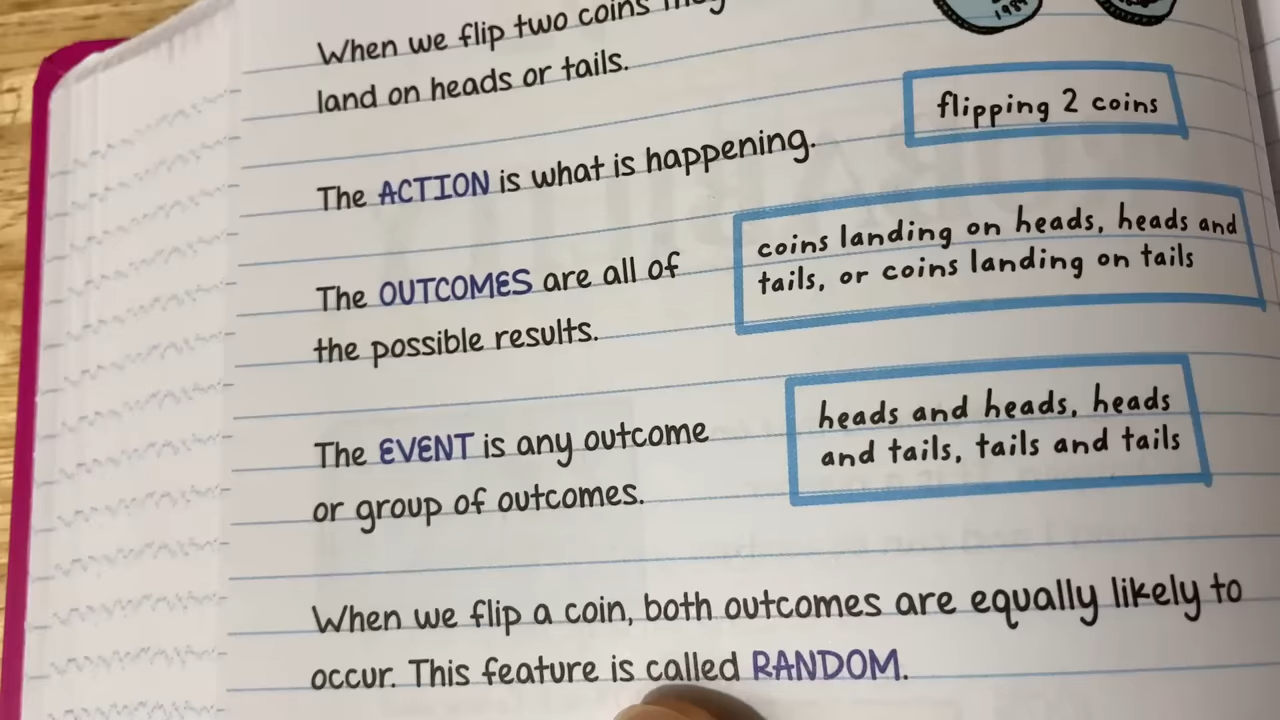 When we flip two coins they
land on heads or tails.
flipping 2 coins
The ACTION is what is happening.
coins landing on heads, heads and
tails, or coins landing on tails
The OUTCOMES are all of
the possible results.
heads and heads, heads
and tails, tails and tails
The EVENT is any outcome
or group of outcomes.
When we flip a coin, both outcomes are equally likely to
occur. This feature is called RANDOM.